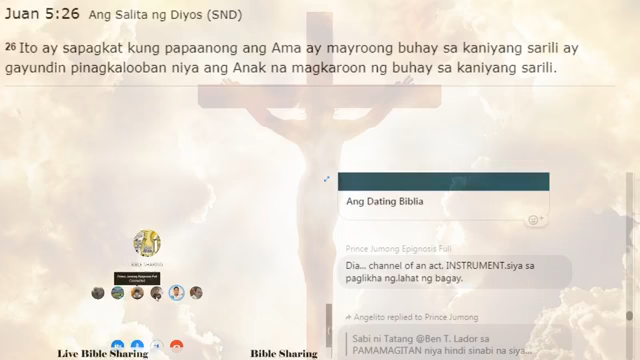 Juan 5:26 Ang Salita ng Diyos (SND)
26 Ito ay sapagkat kung papaanong ang Ama ay mayroong buhay sa kaniyang sarili ay
gayundin pinagkalooban niya ang Anak na magkaroon ng buhay sa kaniyang sarili.
Ang Dating Biblia
Prince Jumong Epignosis Full
Dia... channel of an act, INSTRUMENT.siya sa
paglikha ng.lahat ng bagay.
Angelito replied to Prince Jumong
Sabi ni Tatang @Ben T. Lador sa
PAMAMAGITAN niya hindi sinabi na siya...
BIBLE SHARING
Live Bible Sharing
Bible Sharing